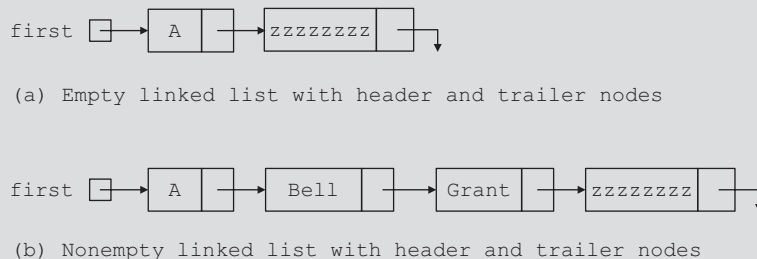 first A zzzzzzzz
(a) Empty linked list with header and trailer nodes
first A Bell Grant zzzzzzzz
(b) Nonempty linked list with header and trailer nodes